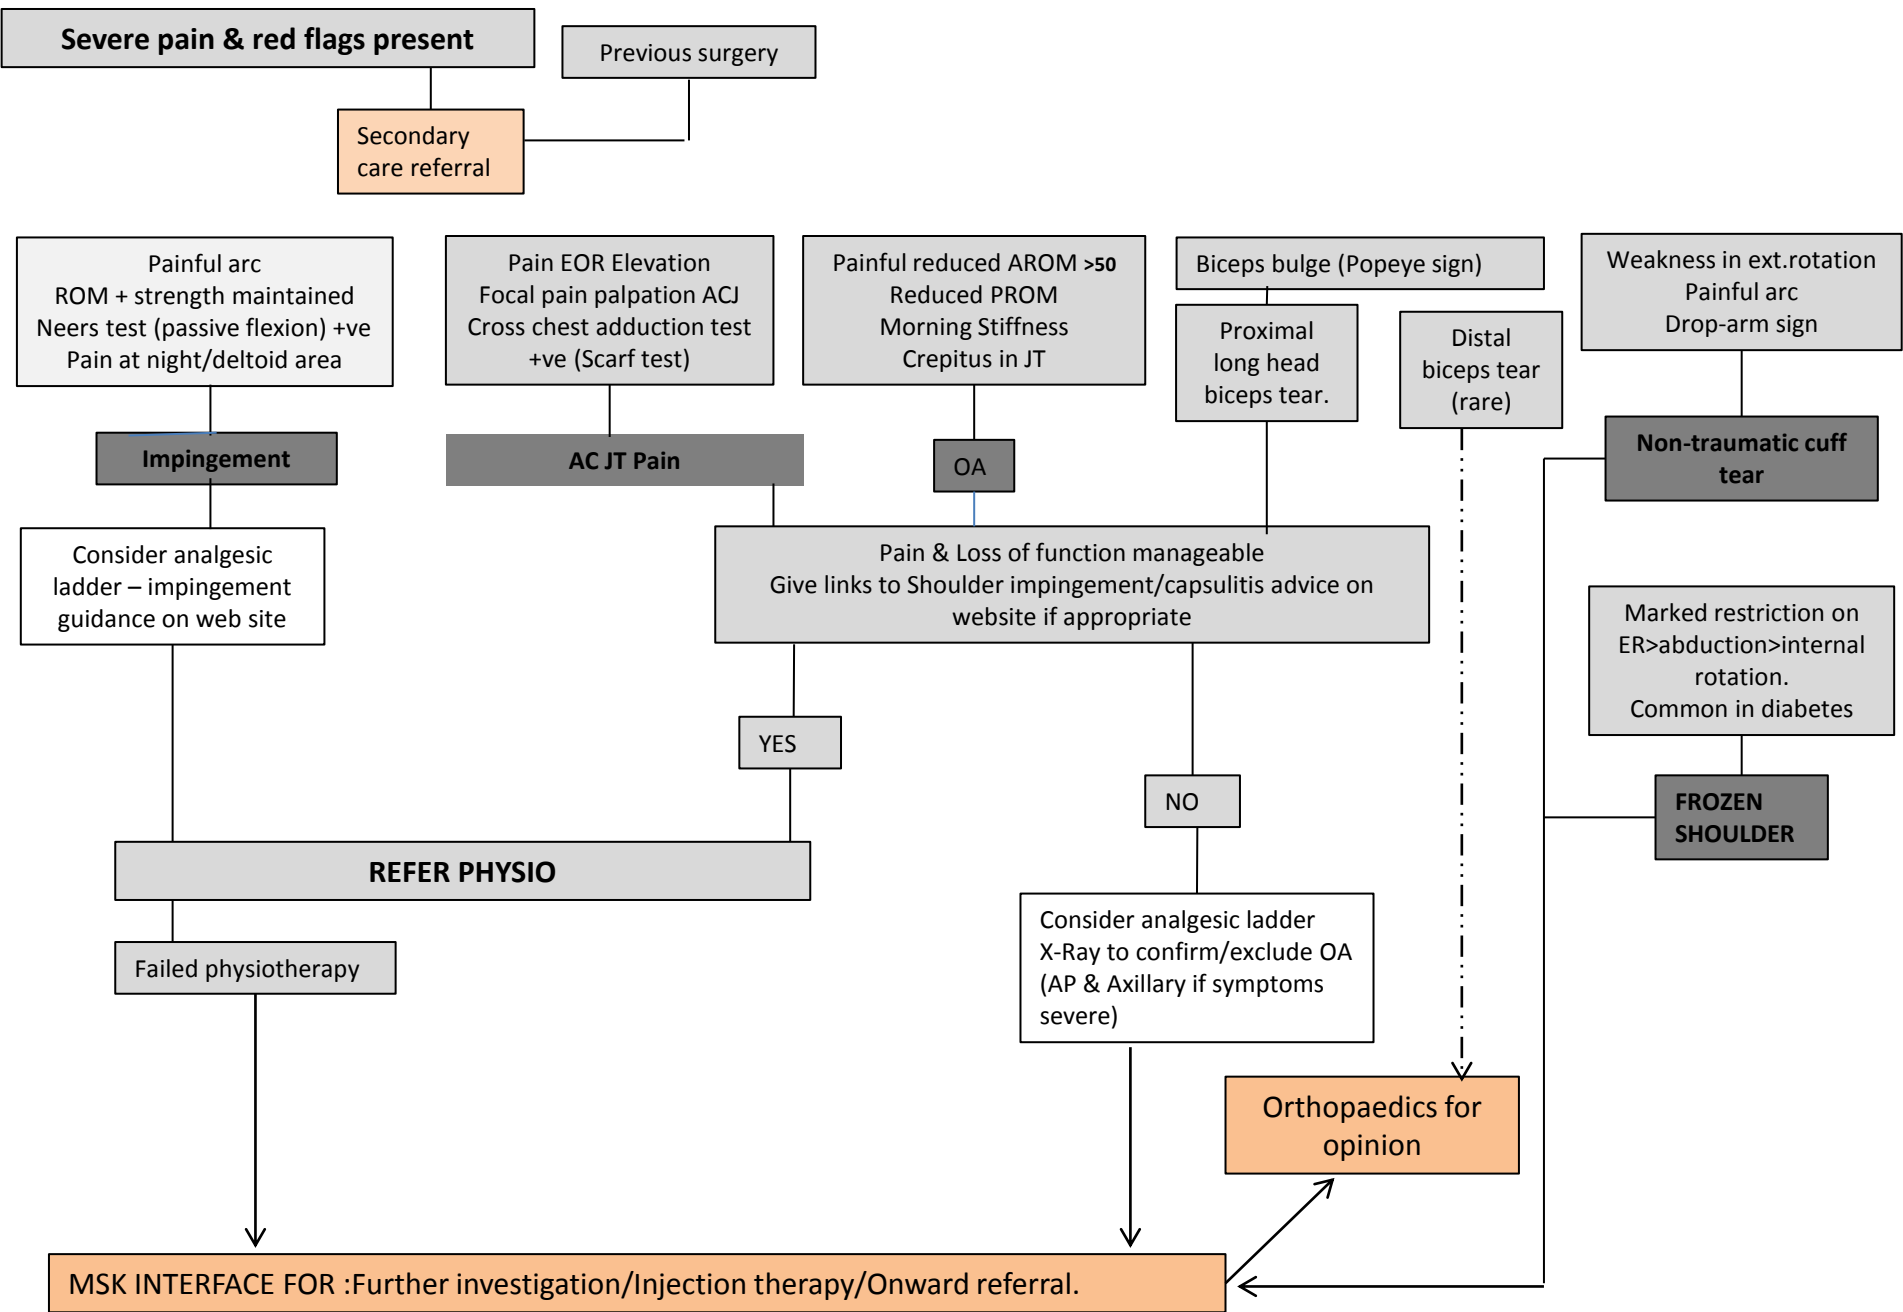 Severe pain & red flags present
Previous surgery
Secondary
care referral
Painful arc
ROM + strength maintained
Neers test (passive flexion) +ve
Pain at night/deltoid area
Pain EOR Elevation
Focal pain palpation ACJ
Cross chest adduction test
+ve (Scarf test)
Painful reduced AROM >50
Reduced PROM
Morning Stiffness
Crepitus in JT
Biceps bulge (Popeye sign)
Proximal
long head
biceps tear.
Distal
biceps tear
(rare)
Weakness in ext.rotation
Painful arc
Drop-arm sign
Impingement
AC JT Pain
OA
Non-traumatic cuff
tear
Consider analgesic
ladder – impingement
guidance on web site
Pain & Loss of function manageable
Give links to Shoulder impingement/capsulitis advice on
website if appropriate
Marked restriction on
ER>abduction>internal
rotation.
Common in diabetes
YES
NO
FROZEN
SHOULDER
REFER PHYSIO
Failed physiotherapy
Consider analgesic ladder
X-Ray to confirm/exclude OA
(AP & Axillary if symptoms
severe)
Orthopaedics for
opinion
MSK INTERFACE FOR :Further investigation/Injection therapy/Onward referral.